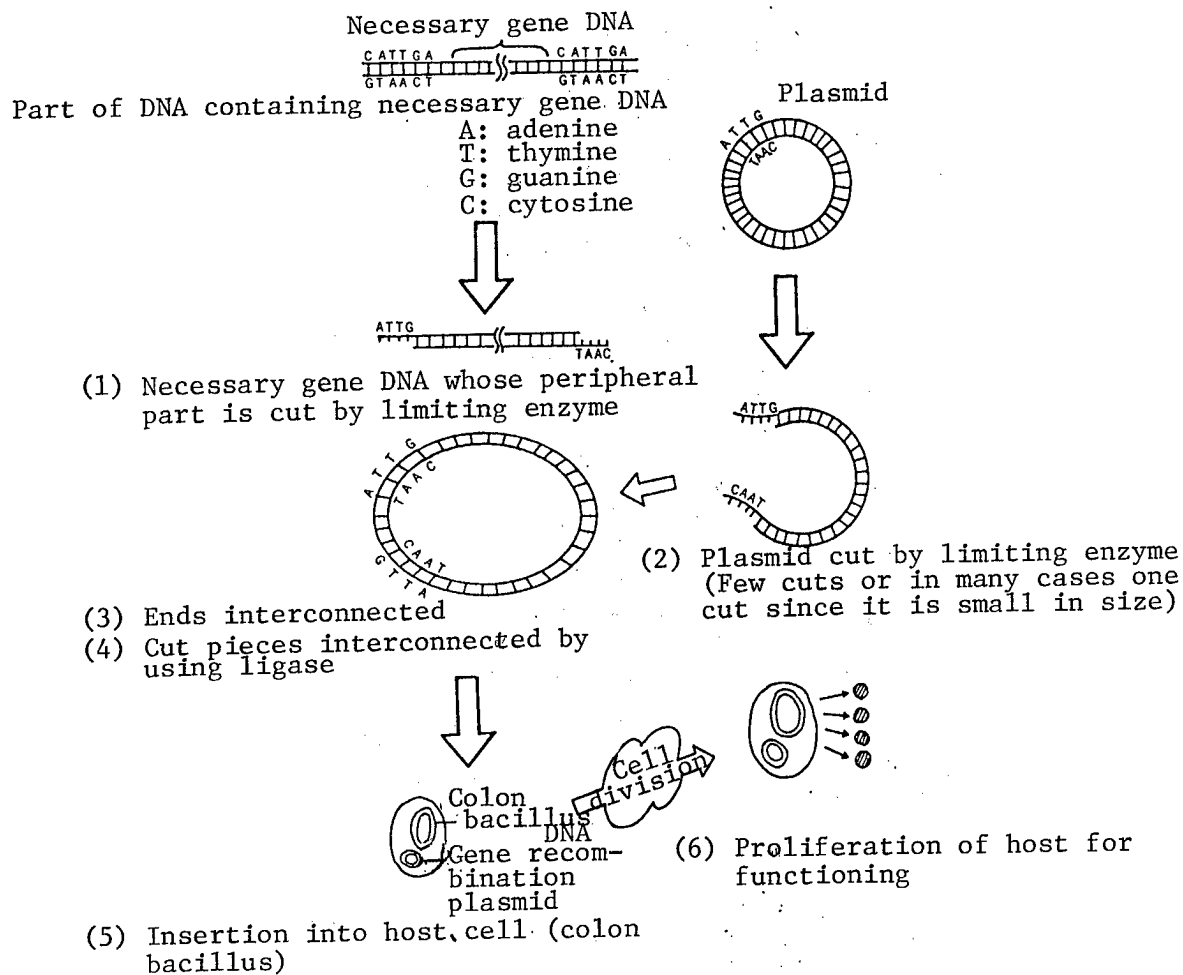 Necessary gene DNA
CATTGA CATTGA
GTAACT GTAACT
Part of DNA containing necessary gene DNA
A: adenine
T: thymine
G: guanine
C: cytosine
Plasmid
ATTG
TAAC
ATTG
TAAC
(1) Necessary gene DNA whose peripheral
part is cut by limiting enzyme
ATTG
CAAT
(2) Plasmid cut by limiting enzyme
(Few cuts or in many cases one
cut since it is small in size)
ATTG
TAAC
CAAT
GTTA
(3) Ends interconnected
(4) Cut pieces interconnected by
using ligase
Colon
bacillus
DNA
Gene recom-
bination
plasmid
Cell
division
(5) Insertion into host cell (colon
bacillus)
(6) Proliferation of host for
functioning